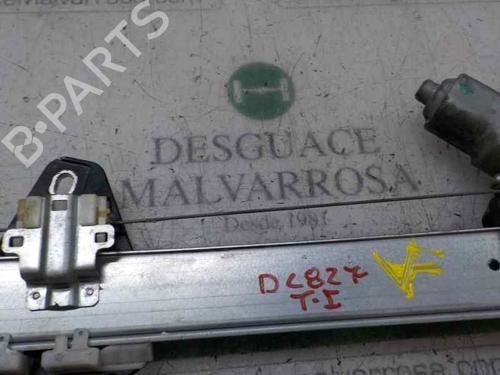 B-PARTS
DESGUACE
MALVARROSA
Desde 1981
DC827
T-I